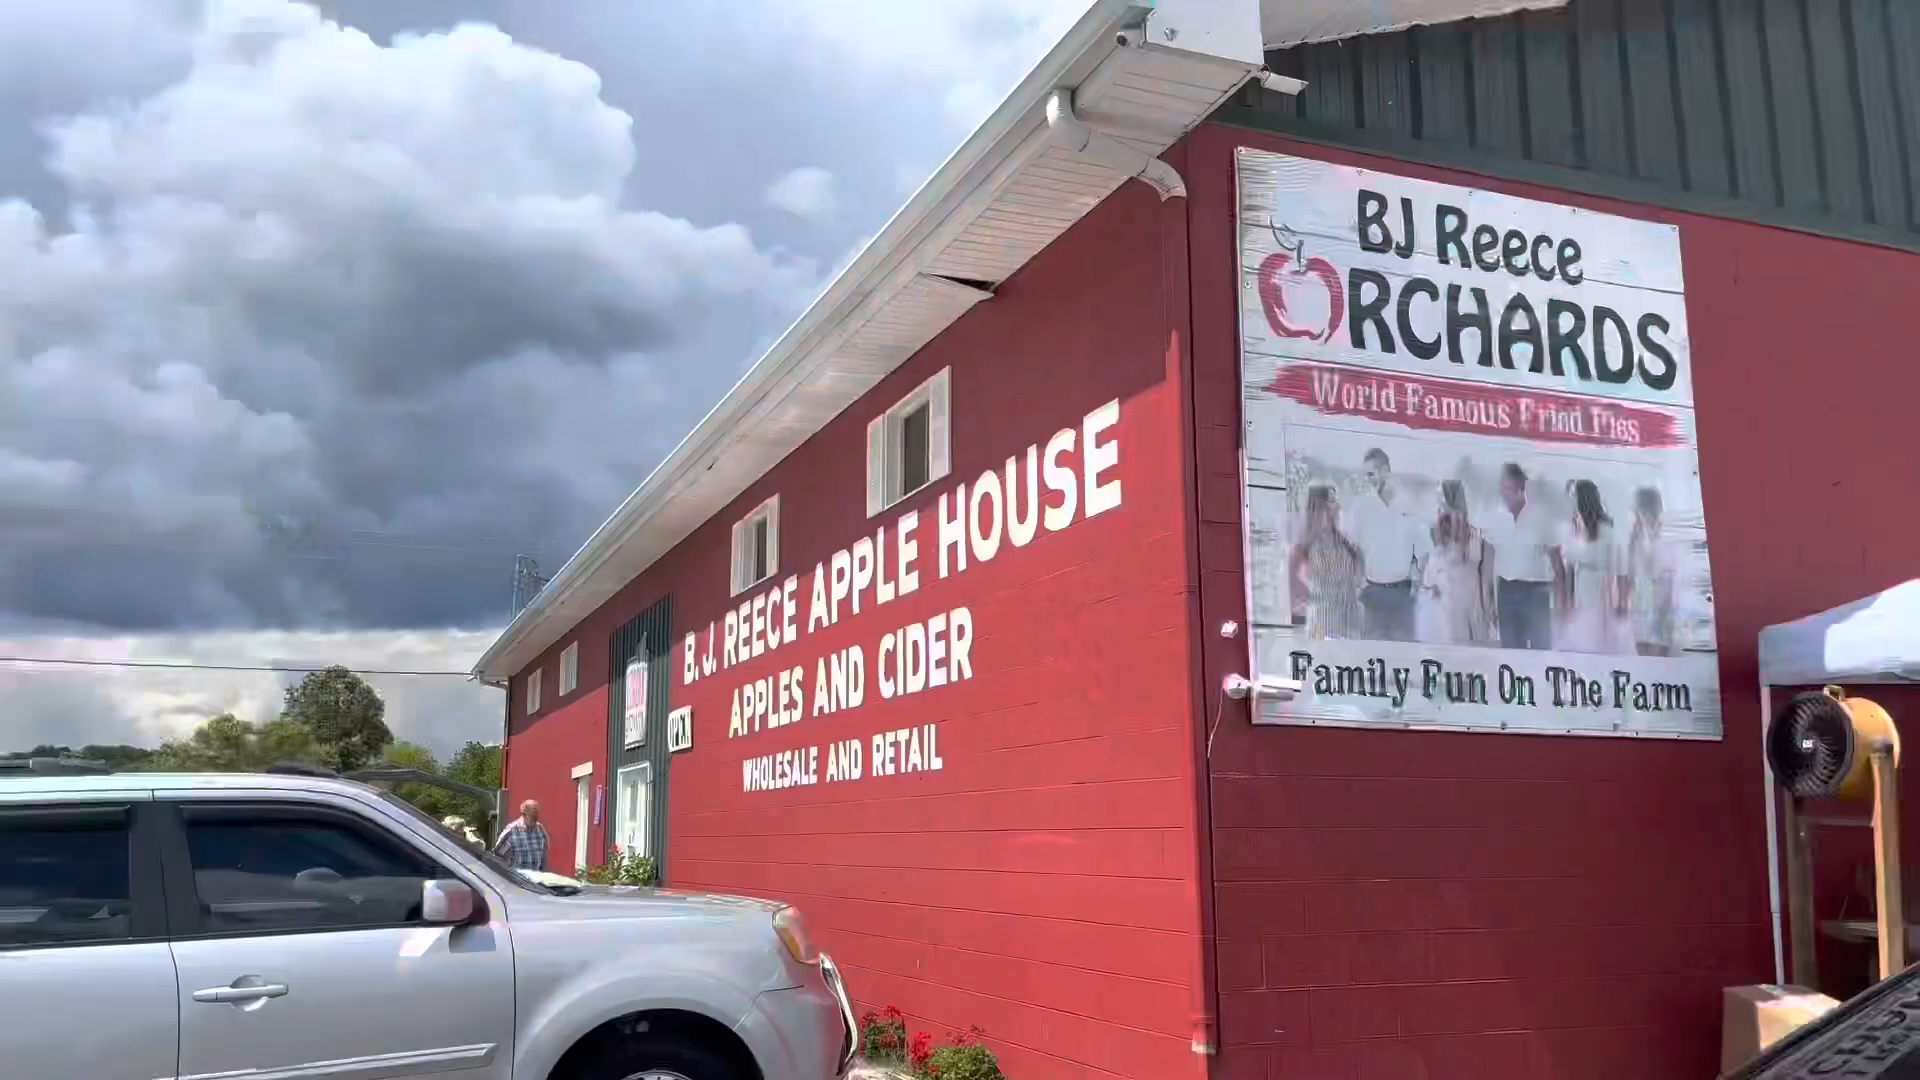 B. J. REECE APPLE HOUSE
APPLES AND CIDER
WHOLESALE AND RETAIL
OPEN
BJ Reece
ORCHARDS
World Famous Fried Pies
Family Fun On The Farm